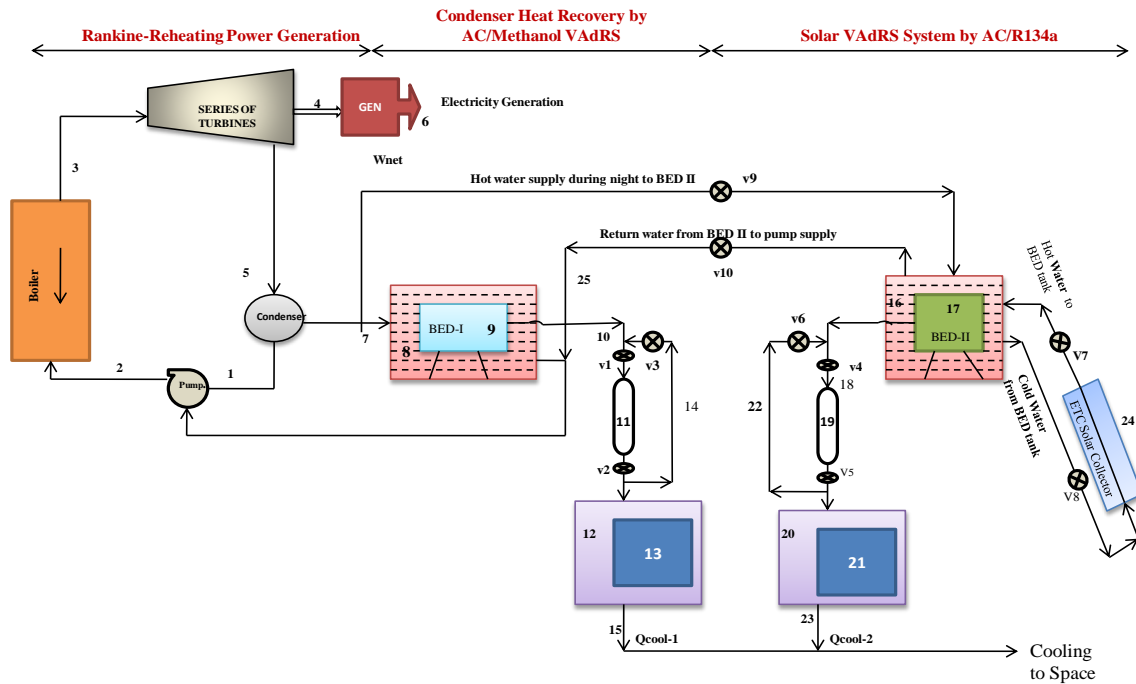 Condenser Heat Recovery by
AC/Methanol VAdRS
Rankine-Reheating Power Generation
Solar VAdRS System by AC/R134a
SERIES OF
TURBINES
4
GEN
6
Electricity Generation
Wnet
3
Hot water supply during night to BED II
v9
Return water from BED II to pump supply
v10
Hot Water to
BED tank
Boiler
5
25
Condenser
7
8
BED-I
9
10
v1
v3
16
17
BED-II
v6
v4
18
V7
2
1
Pump.
11
14
22
19
Cold Water
from BED tank
ETC Solar Collector
24
v2
V5
V8
12
13
20
21
15
Qcool-1
23
Qcool-2
Cooling
to Space